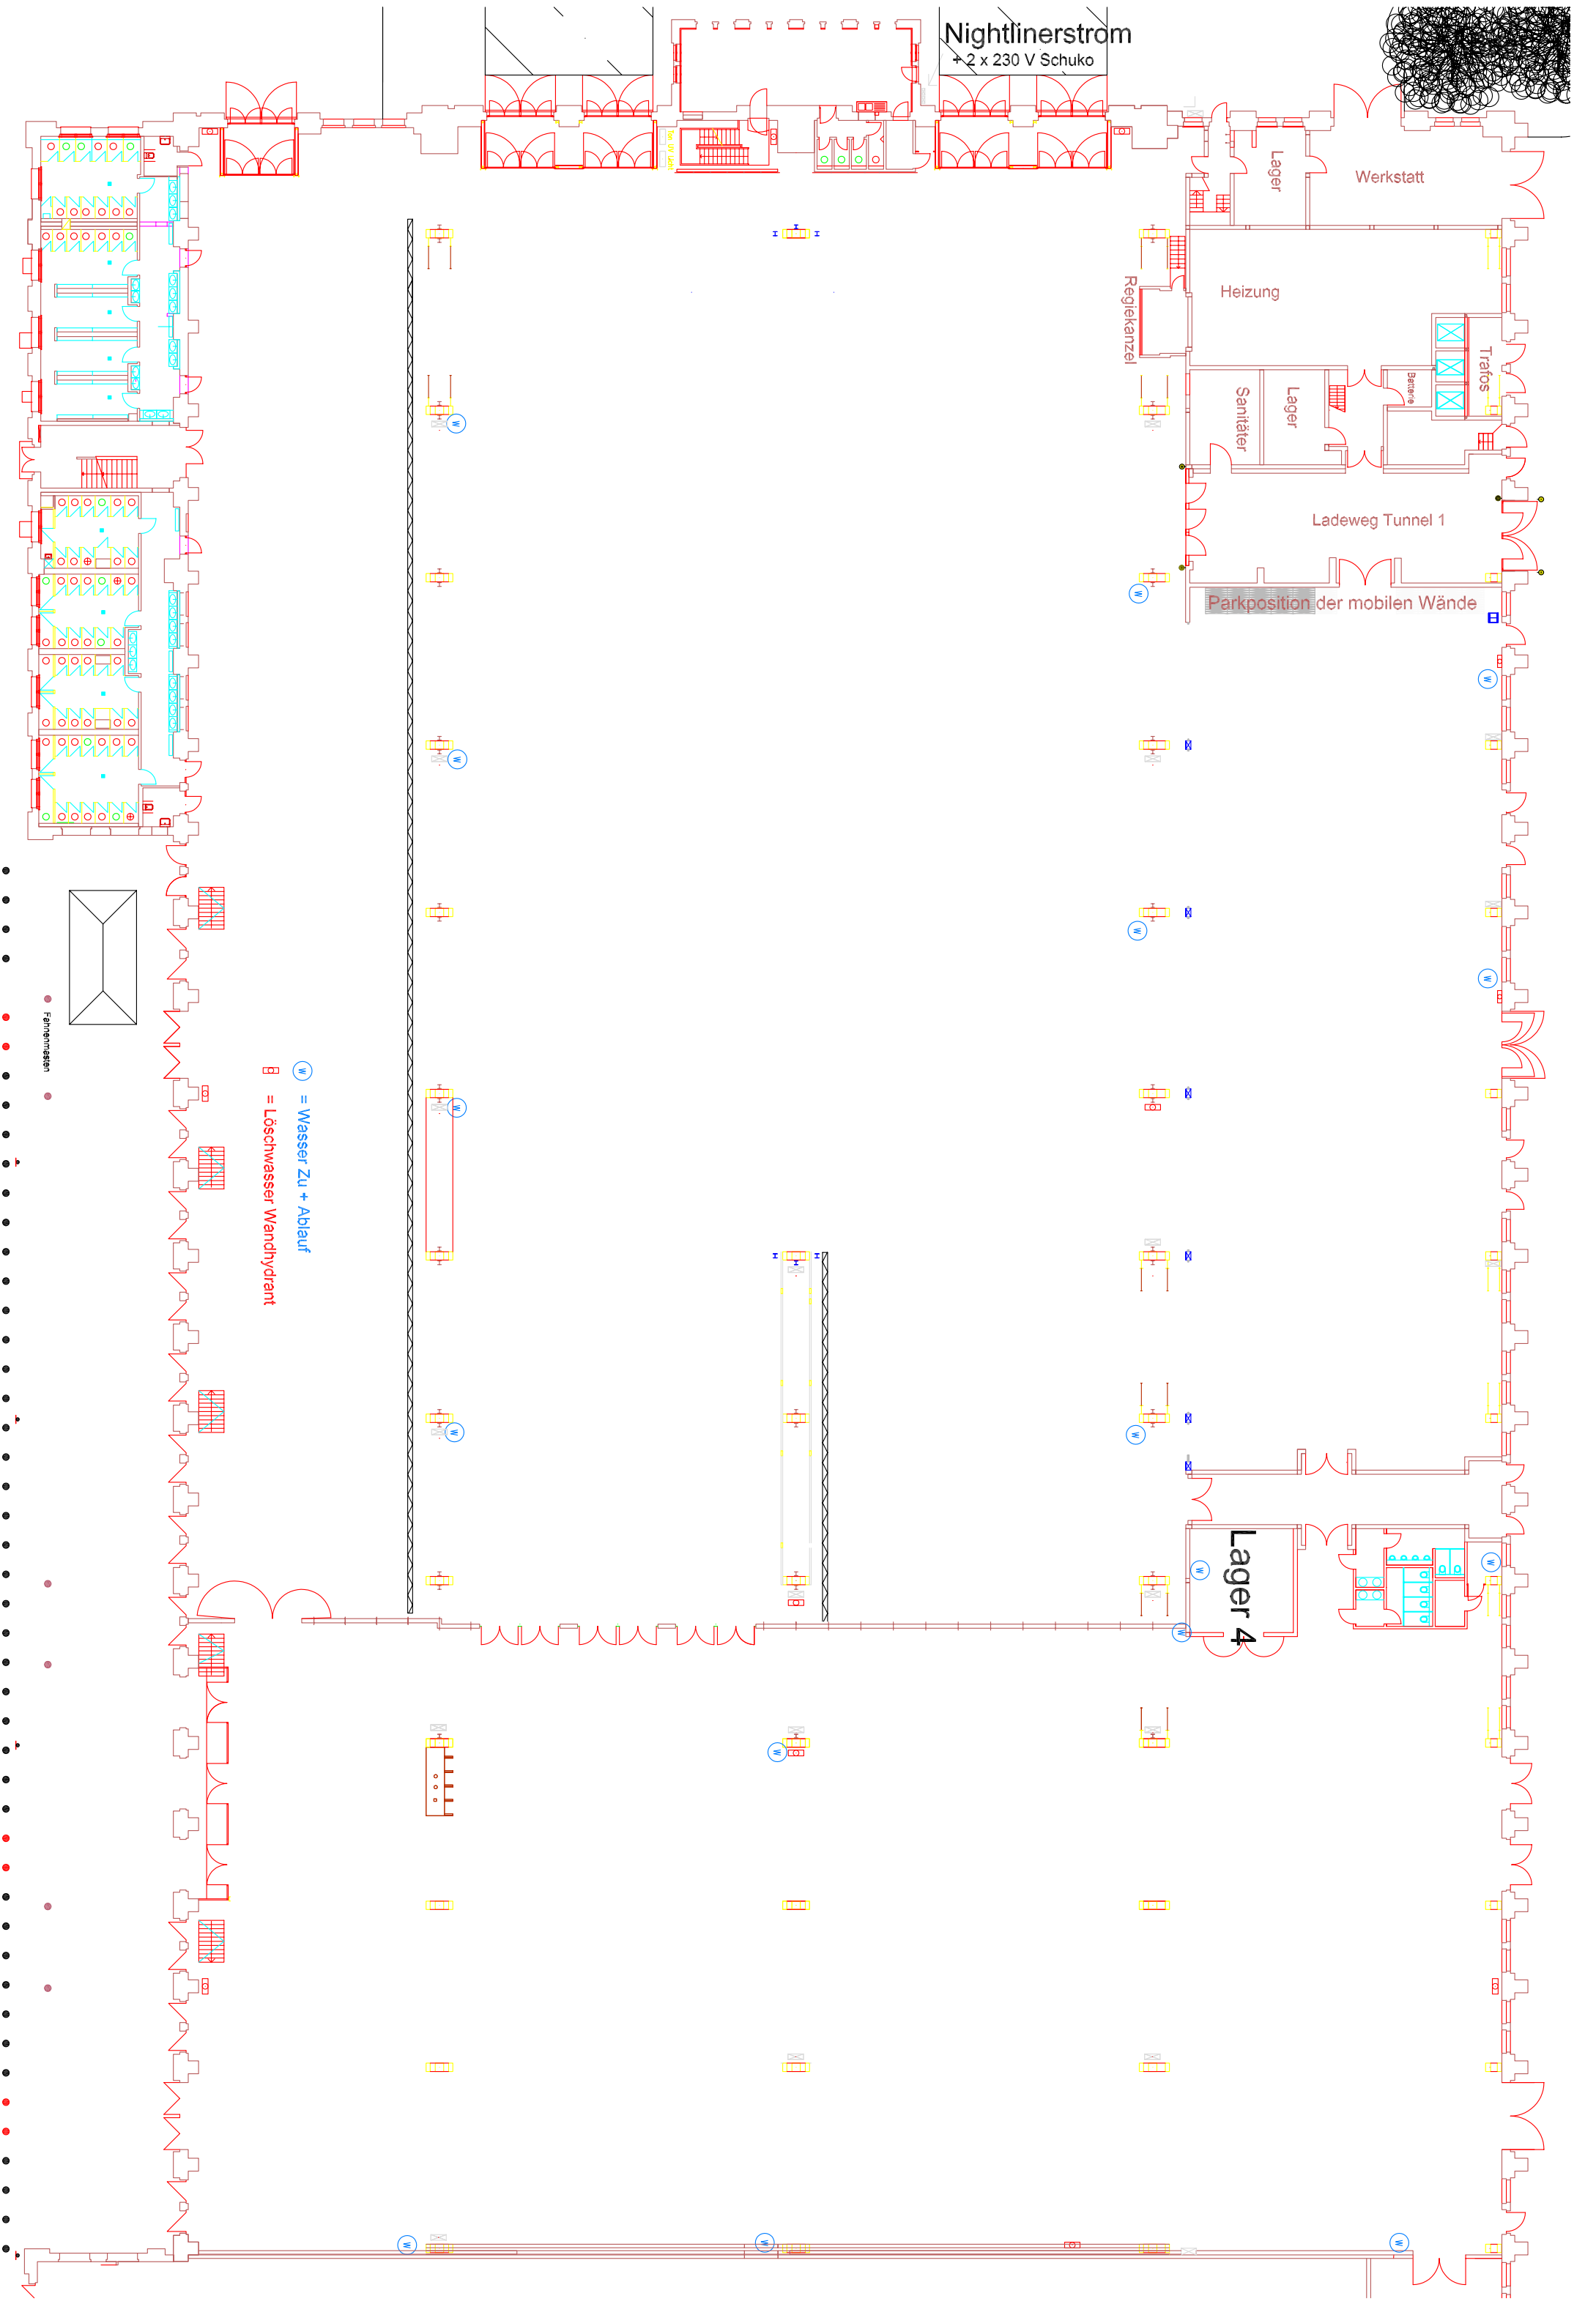 Nightlinerstrom
+ 2 x 230 V Schuko
Lager
Werkstatt
Regiekanzel
Heizung
Trafos
Sanitäter
Lager
Batterie
Ladeweg Tunnel 1
Parkposition der mobilen Wände
W
W
W
W
W
W
W
Fahnenmasten
W = Wasser Zu + Ablauf
= Löschwasser Wandhydrant
W
W
W
Lager 4
W
W
W
W
W
W
W